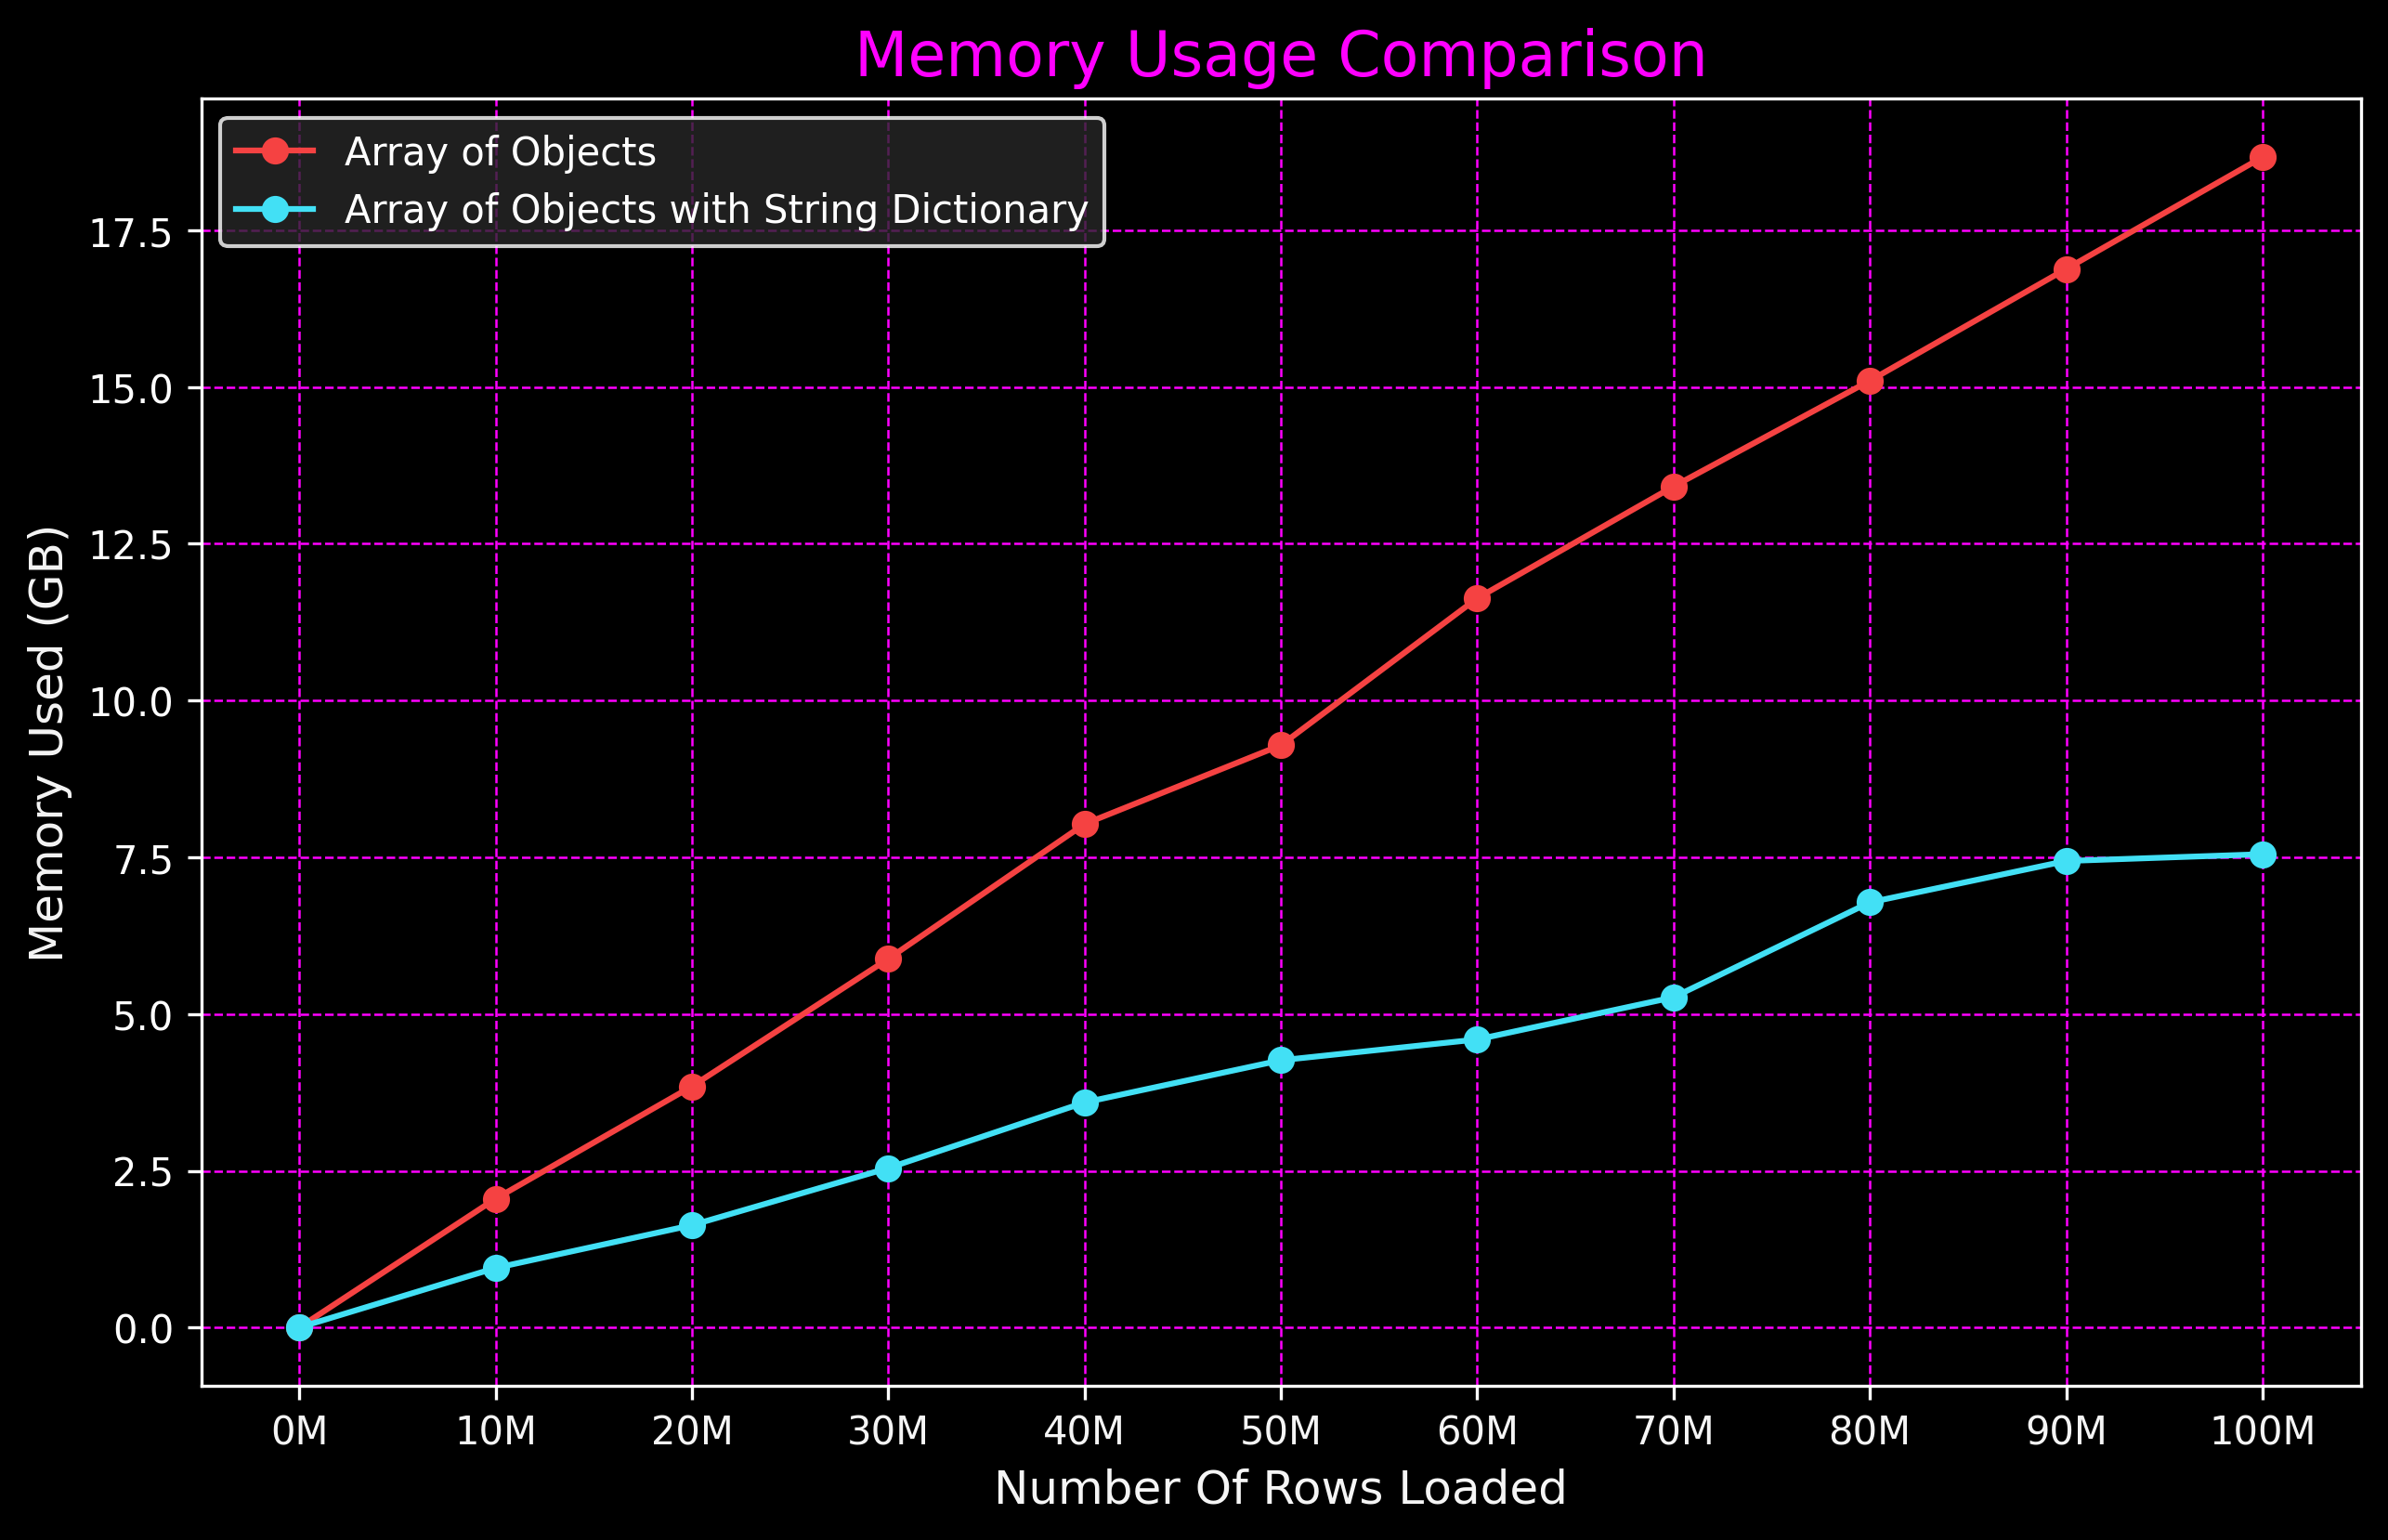 Memory Usage Comparison
Array of Objects
Array of Objects with String Dictionary
Memory Used (GB)
17.5
15.0
12.5
10.0
7.5
5.0
2.5
0.0
0M 10M 20M 30M 40M 50M 60M 70M 80M 90M 100M
Number Of Rows Loaded